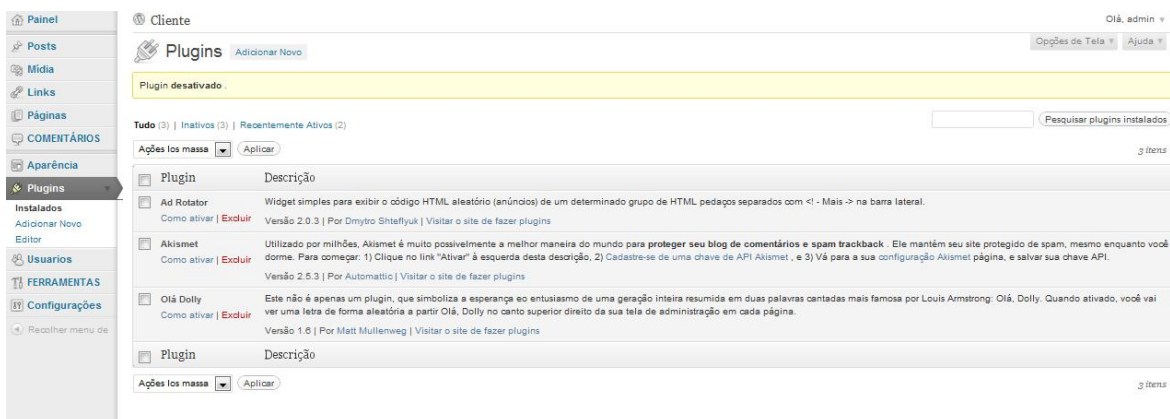 Painel
Posts
Mídia
Links
Páginas
COMENTÁRIOS
Aparência
Plugins
Instalados
Adicionar Novo
Editor
Usuarios
FERRAMENTAS
Configurações
Recolher menu de
Cliente
Olá, admin
Plugins Adicionar Novo
Opções de Tela Ajuda
Plugin desativado .
Tudo (3) | Inativos (3) | Recentemente Ativos (2)
Pesquisar plugins instalados
Ações los massa Aplicar
3 itens
Plugin Descrição
Ad Rotator
Como ativar | Excluir
Widget simples para exibir o código HTML aleatório (anúncios) de um determinado grupo de HTML pedaços separados com <! - Mais -> na barra lateral.
Versão 2.0.3 | Por Dmytro Shteflyuk | Visitar o site de fazer plugins
Akismet
Como ativar | Excluir
Utilizado por milhões, Akismet é muito possivelmente a melhor maneira do mundo para proteger seu blog de comentários e spam trackback . Ele mantém seu site protegido de spam, mesmo enquanto você
dorme. Para começar: 1) Clique no link "Ativar" à esquerda desta descrição, 2) Cadastre-se de uma chave de API Akismet , e 3) Vá para a sua configuração Akismet página, e salvar sua chave API.
Versão 2.5.3 | Por Automattic | Visitar o site de fazer plugins
Olá Dolly
Como ativar | Excluir
Este não é apenas um plugin, que simboliza a esperança eo entusiasmo de uma geração inteira resumida em duas palavras cantadas mais famosa por Louis Armstrong: Olá, Dolly. Quando ativado, você vai
ver uma letra de forma aleatória a partir Olá, Dolly no canto superior direito da sua tela de administração em cada página.
Versão 1.6 | Por Matt Mullenweg | Visitar o site de fazer plugins
Plugin Descrição
Ações los massa Aplicar
3 itens